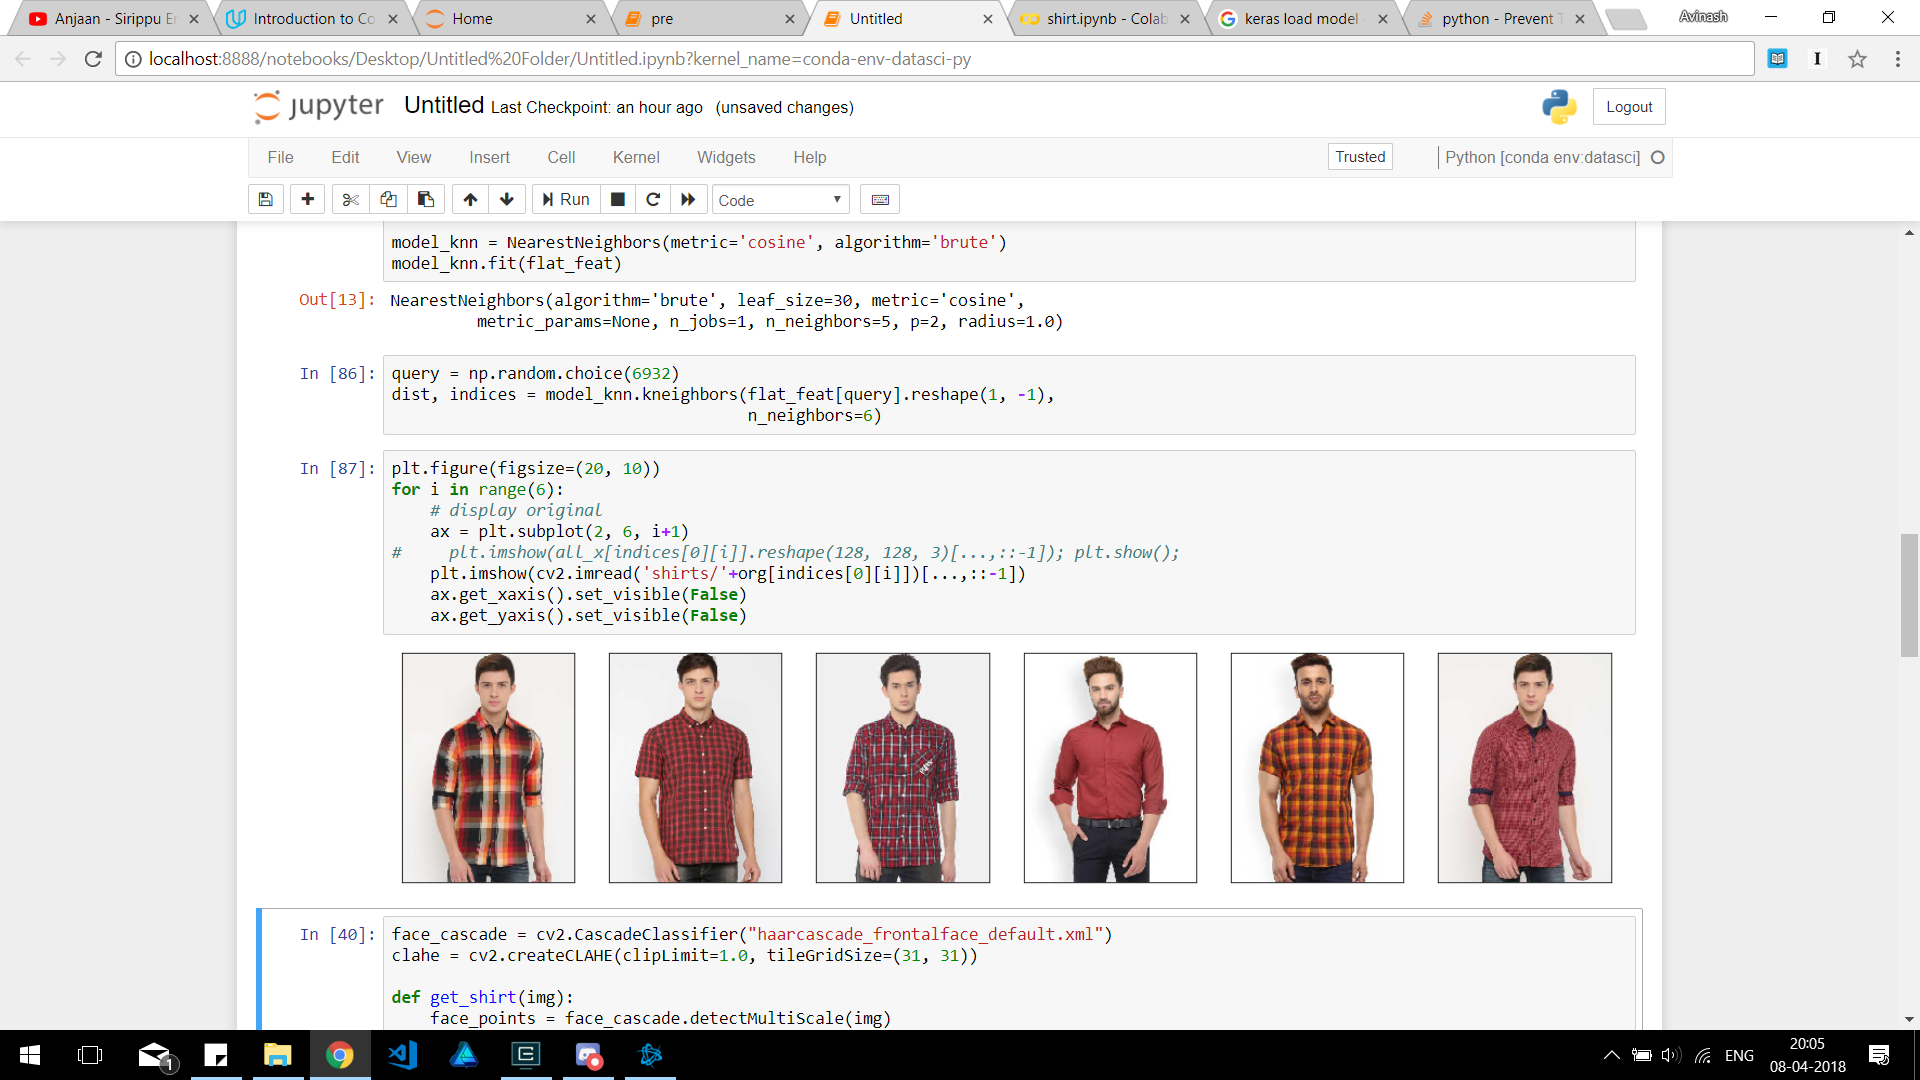 Anjaan - Sirippu En
Introduction to Co
Home
pre
Untitled
shirt.ipynb - Colab
keras load model
python - Prevent T
Avinash
localhost:8888/notebooks/Desktop/Untitled%20Folder/Untitled.ipynb?kernel_name=conda-env-datasci-py
jupyter Untitled Last Checkpoint: an hour ago (unsaved changes)
Logout
File Edit View Insert Cell Kernel Widgets Help
Trusted
Python [conda env:datasci]
Run
Code
model_knn = NearestNeighbors(metric='cosine', algorithm='brute')
model_knn.fit(flat_feat)
Out[13]: NearestNeighbors(algorithm='brute', leaf_size=30, metric='cosine',
metric_params=None, n_jobs=1, n_neighbors=5, p=2, radius=1.0)
In [86]: query = np.random.choice(6932)
dist, indices = model_knn.kneighbors(flat_feat[query].reshape(1, -1),
n_neighbors=6)
In [87]: plt.figure(figsize=(20, 10))
for i in range(6):
# display original
ax = plt.subplot(2, 6, i+1)
# plt.imshow(all_x[indices[0][i]].reshape(128, 128, 3)[...,::-1]); plt.show();
plt.imshow(cv2.imread('shirts/'+org[indices[0][i]])[...,::-1])
ax.get_xaxis().set_visible(False)
ax.get_yaxis().set_visible(False)
In [40]: face_cascade = cv2.CascadeClassifier("haarcascade_frontalface_default.xml")
clahe = cv2.createCLAHE(clipLimit=1.0, tileGridSize=(31, 31))
def get_shirt(img):
face_points = face_cascade.detectMultiScale(img)
1
ENG
20:05
08-04-2018